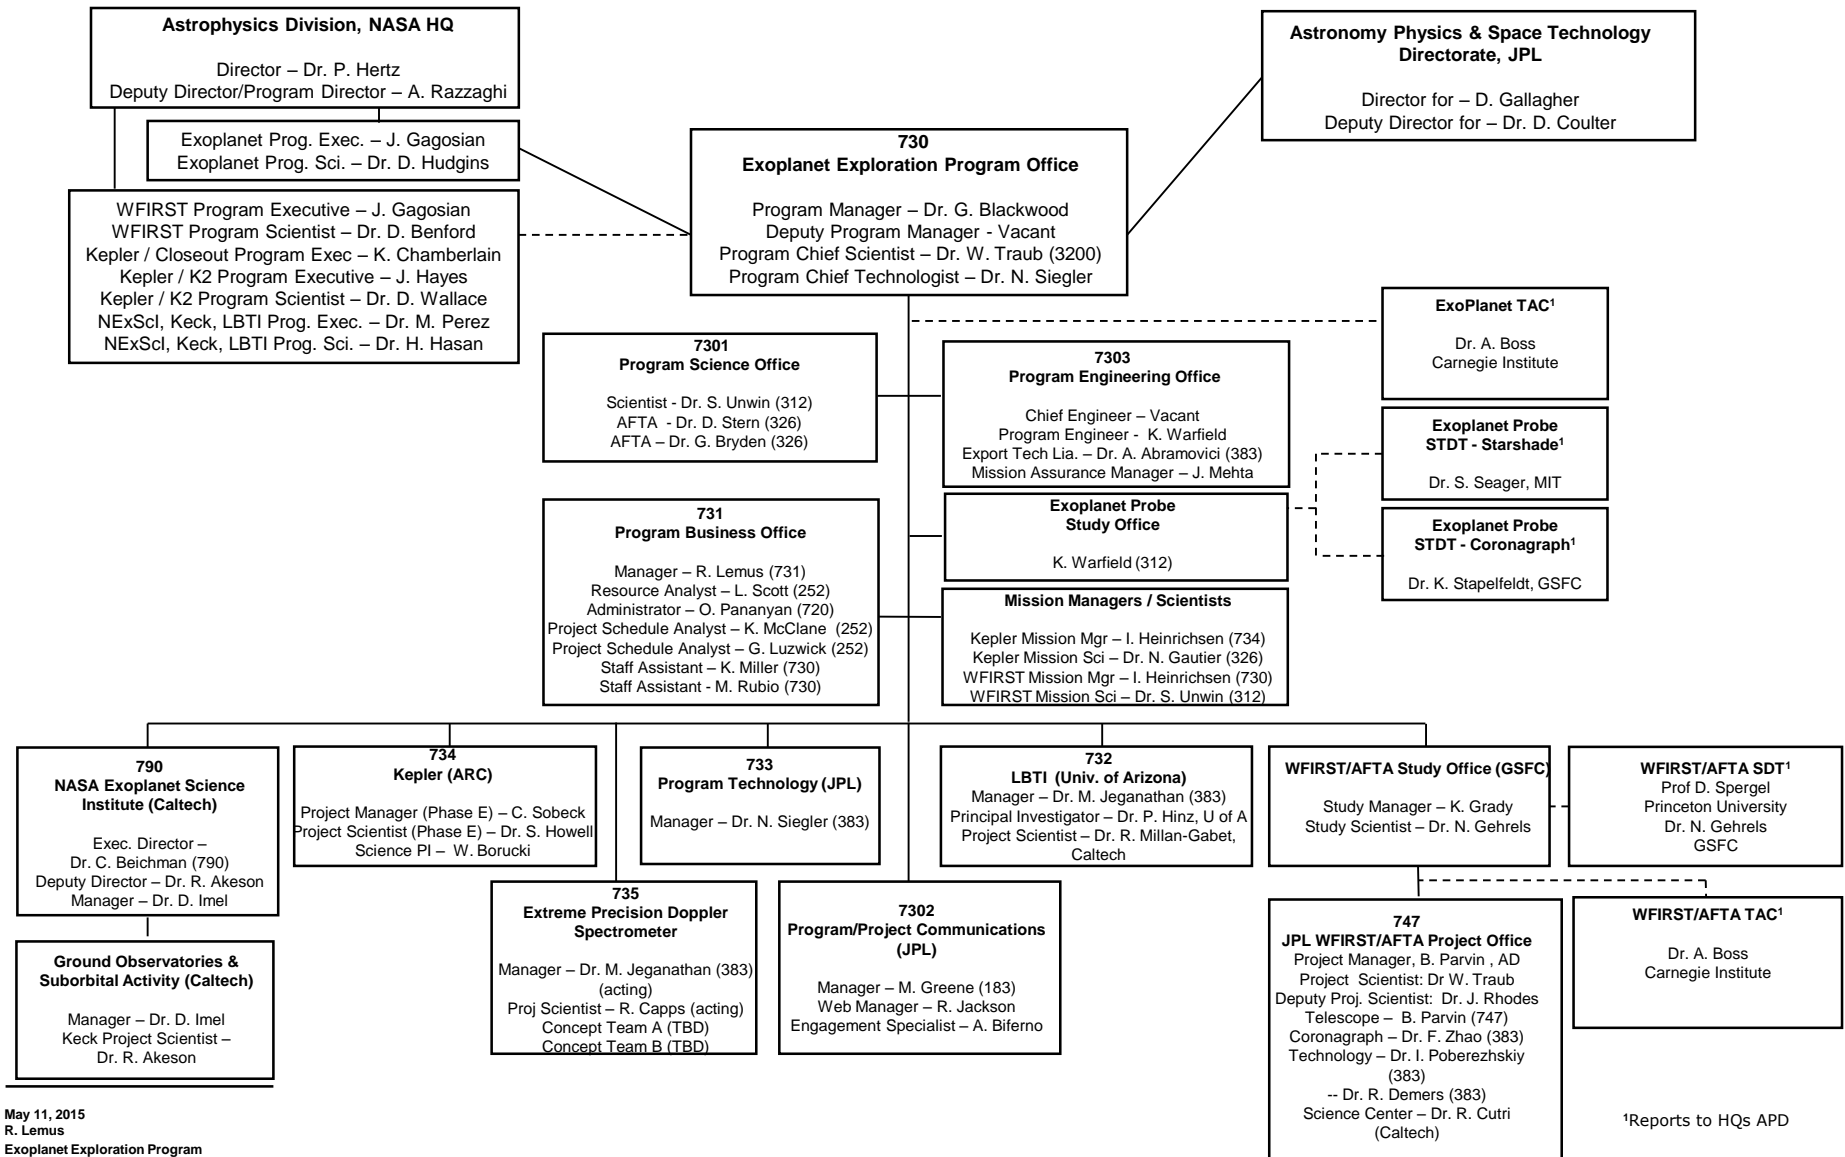 Astrophysics Division, NASA HQ
Director – Dr. P. Hertz
Deputy Director/Program Director – A. Razzaghi
Astronomy Physics & Space Technology
Directorate, JPL
Director for – D. Gallagher
Deputy Director for – Dr. D. Coulter
Exoplanet Prog. Exec. – J. Gagosian
Exoplanet Prog. Sci. – Dr. D. Hudgins
730
Exoplanet Exploration Program Office
Program Manager – Dr. G. Blackwood
Deputy Program Manager - Vacant
Program Chief Scientist – Dr. W. Traub (3200)
Program Chief Technologist – Dr. N. Siegler
WFIRST Program Executive – J. Gagosian
WFIRST Program Scientist – Dr. D. Benford
Kepler / Closeout Program Exec – K. Chamberlain
Kepler / K2 Program Executive – J. Hayes
Kepler / K2 Program Scientist – Dr. D. Wallace
NExScI, Keck, LBTI Prog. Exec. – Dr. M. Perez
NExScI, Keck, LBTI Prog. Sci. – Dr. H. Hasan
ExoPlanet TAC¹
Dr. A. Boss
Carnegie Institute
7301
Program Science Office
Scientist - Dr. S. Unwin (312)
AFTA - Dr. D. Stern (326)
AFTA – Dr. G. Bryden (326)
7303
Program Engineering Office
Chief Engineer – Vacant
Program Engineer - K. Warfield
Export Tech Lia. – Dr. A. Abramovici (383)
Mission Assurance Manager – J. Mehta
Exoplanet Probe
STDT - Starshade¹
Dr. S. Seager, MIT
731
Program Business Office
Manager – R. Lemus (731)
Resource Analyst – L. Scott (252)
Administrator – O. Pananyan (720)
Project Schedule Analyst – K. McClane (252)
Project Schedule Analyst – G. Luzwick (252)
Staff Assistant – K. Miller (730)
Staff Assistant - M. Rubio (730)
Exoplanet Probe
Study Office
K. Warfield (312)
Exoplanet Probe
STDT - Coronagraph¹
Dr. K. Stapelfeldt, GSFC
Mission Managers / Scientists
Kepler Mission Mgr – I. Heinrichsen (734)
Kepler Mission Sci – Dr. N. Gautier (326)
WFIRST Mission Mgr – I. Heinrichsen (730)
WFIRST Mission Sci – Dr. S. Unwin (312)
790
NASA Exoplanet Science
Institute (Caltech)
Exec. Director –
Dr. C. Beichman (790)
Deputy Director – Dr. R. Akeson
Manager – Dr. D. Imel
734
Kepler (ARC)
Project Manager (Phase E) – C. Sobeck
Project Scientist (Phase E) – Dr. S. Howell
Science PI – W. Borucki
733
Program Technology (JPL)
Manager – Dr. N. Siegler (383)
732
LBTI (Univ. of Arizona)
Manager – Dr. M. Jeganathan (383)
Principal Investigator – Dr. P. Hinz, U of A
Project Scientist – Dr. R. Millan-Gabet,
Caltech
WFIRST/AFTA Study Office (GSFC)
Study Manager – K. Grady
Study Scientist – Dr. N. Gehrels
WFIRST/AFTA SDT¹
Prof D. Spergel
Princeton University
Dr. N. Gehrels
GSFC
Ground Observatories &
Suborbital Activity (Caltech)
Manager – Dr. D. Imel
Keck Project Scientist –
Dr. R. Akeson
735
Extreme Precision Doppler
Spectrometer
Manager – Dr. M. Jeganathan (383)
(acting)
Proj Scientist – R. Capps (acting)
Concept Team A (TBD)
Concept Team B (TBD)
7302
Program/Project Communications
(JPL)
Manager – M. Greene (183)
Web Manager – R. Jackson
Engagement Specialist – A. Biferno
747
JPL WFIRST/AFTA Project Office
Project Manager, B. Parvin , AD
Project Scientist: Dr W. Traub
Deputy Proj. Scientist: Dr. J. Rhodes
Telescope – B. Parvin (747)
Coronagraph – Dr. F. Zhao (383)
Technology – Dr. I. Poberezhskiy
(383)
-- Dr. R. Demers (383)
Science Center – Dr. R. Cutri
(Caltech)
WFIRST/AFTA TAC¹
Dr. A. Boss
Carnegie Institute
May 11, 2015
R. Lemus
Exoplanet Exploration Program
¹Reports to HQs APD